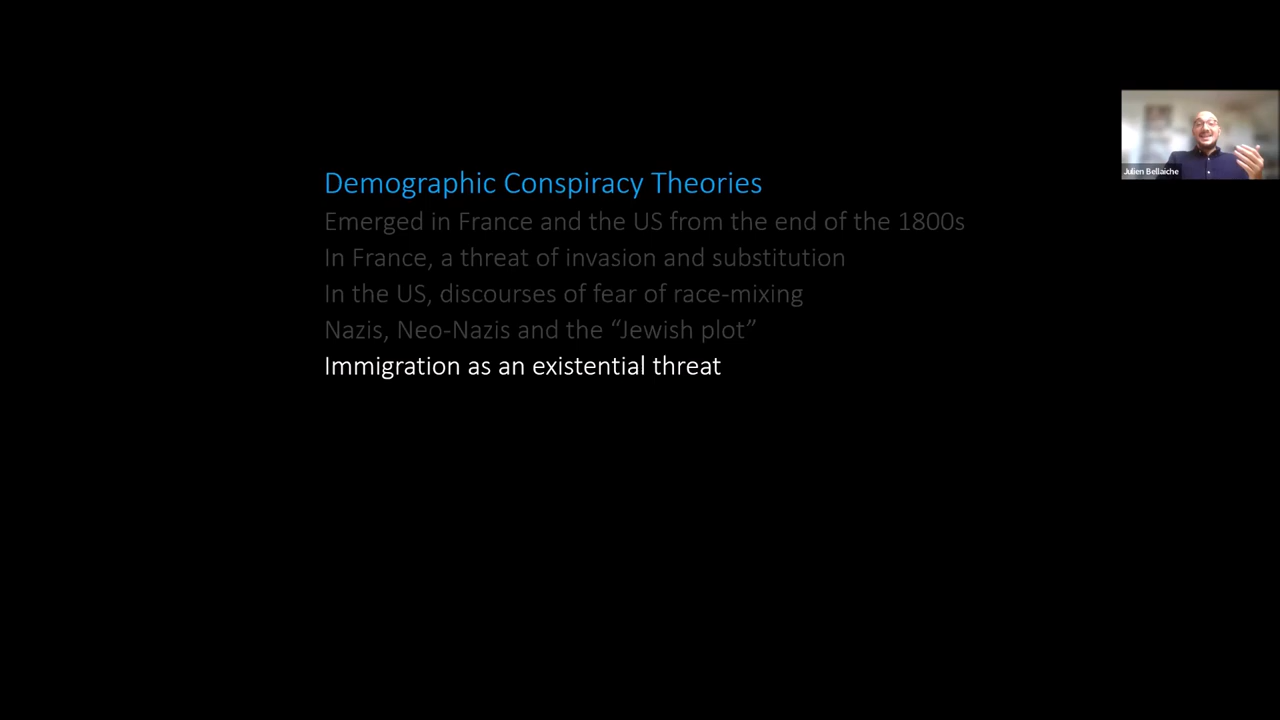 Demographic Conspiracy Theories
Emerged in France and the US from the end of the 1800s
In France, a threat of invasion and substitution
In the US, discourses of fear of race-mixing
Nazis, Neo-Nazis and the “Jewish plot”
Immigration as an existential threat
Julien Bellaiche